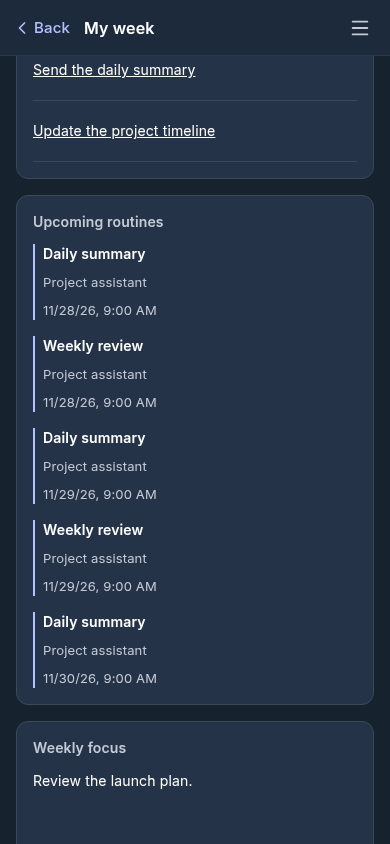 Back My week
Send the daily summary
Update the project timeline
Upcoming routines
Daily summary
Project assistant
11/28/26, 9:00 AM
Weekly review
Project assistant
11/28/26, 9:00 AM
Daily summary
Project assistant
11/29/26, 9:00 AM
Weekly review
Project assistant
11/29/26, 9:00 AM
Daily summary
Project assistant
11/30/26, 9:00 AM
Weekly focus
Review the launch plan.